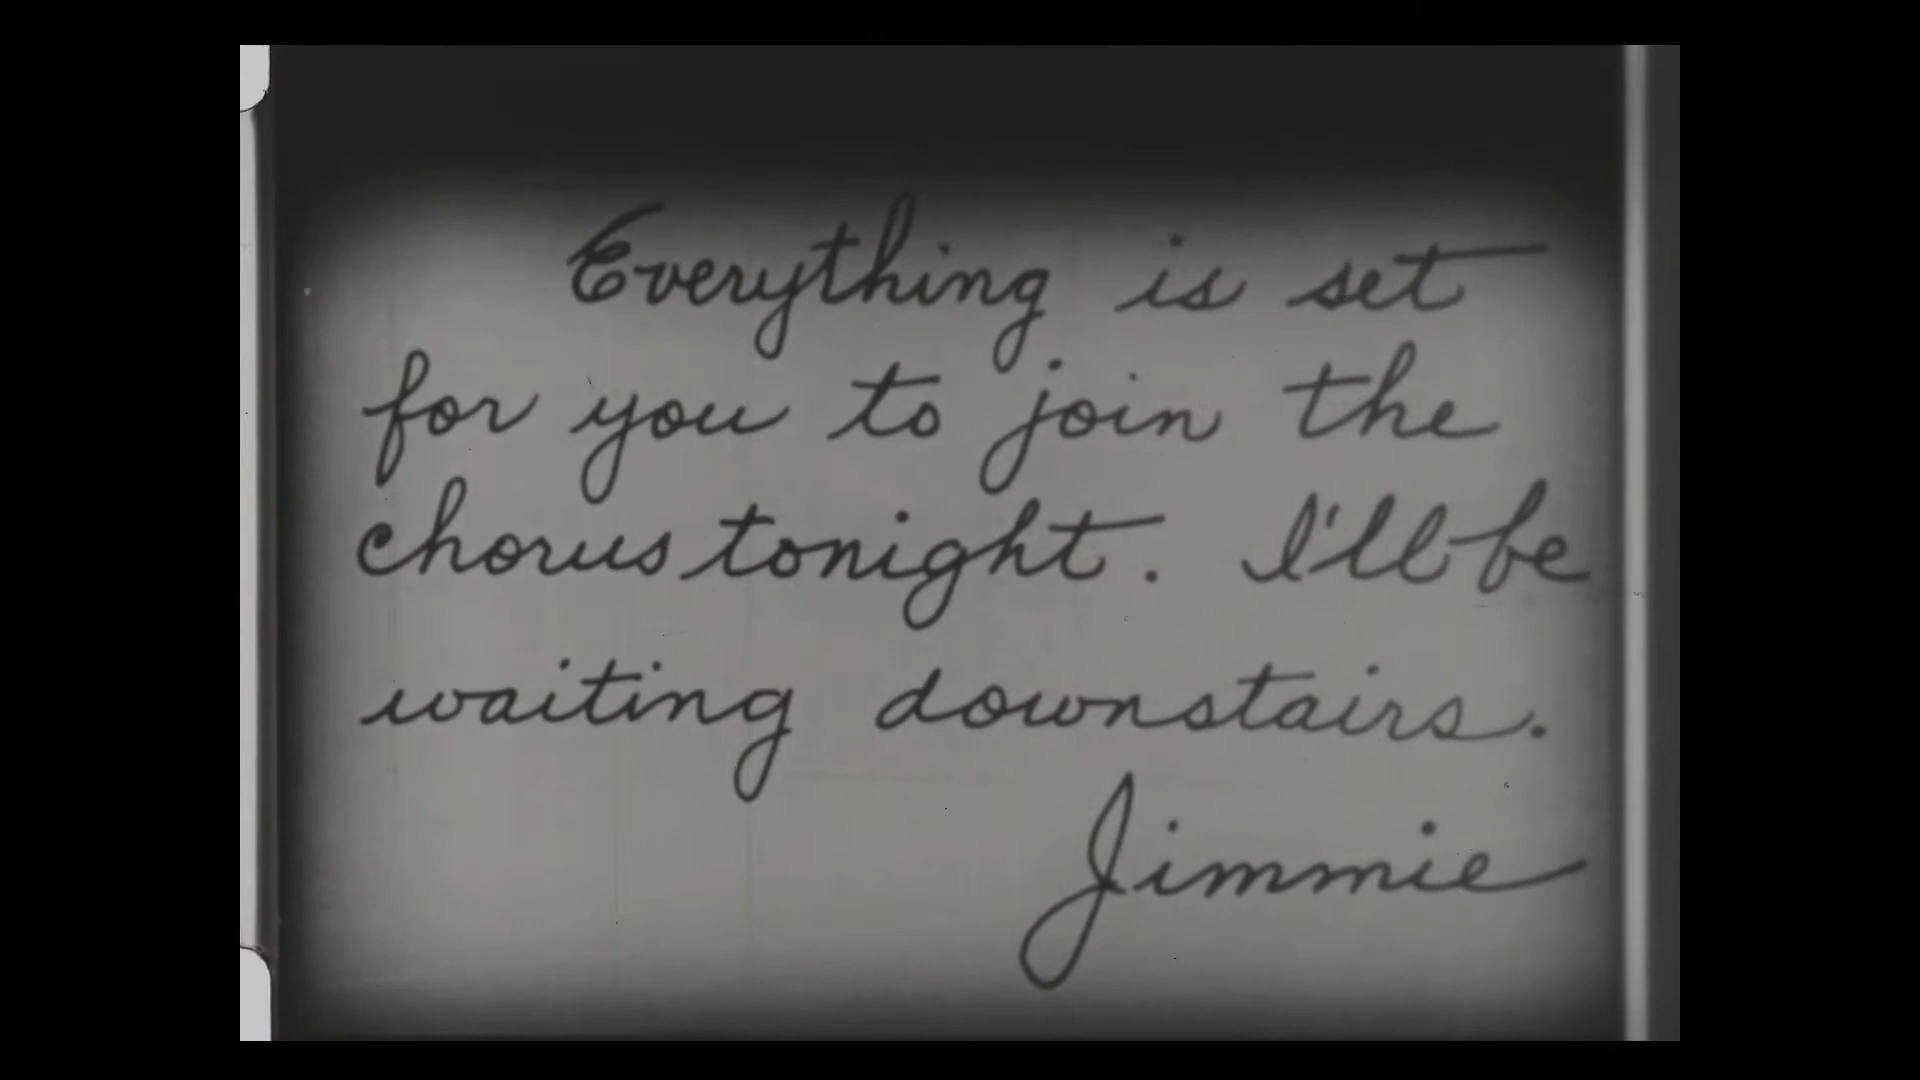 Everything is set
for you to join the
chorus tonight. I'll be
waiting downstairs.
Jimmie